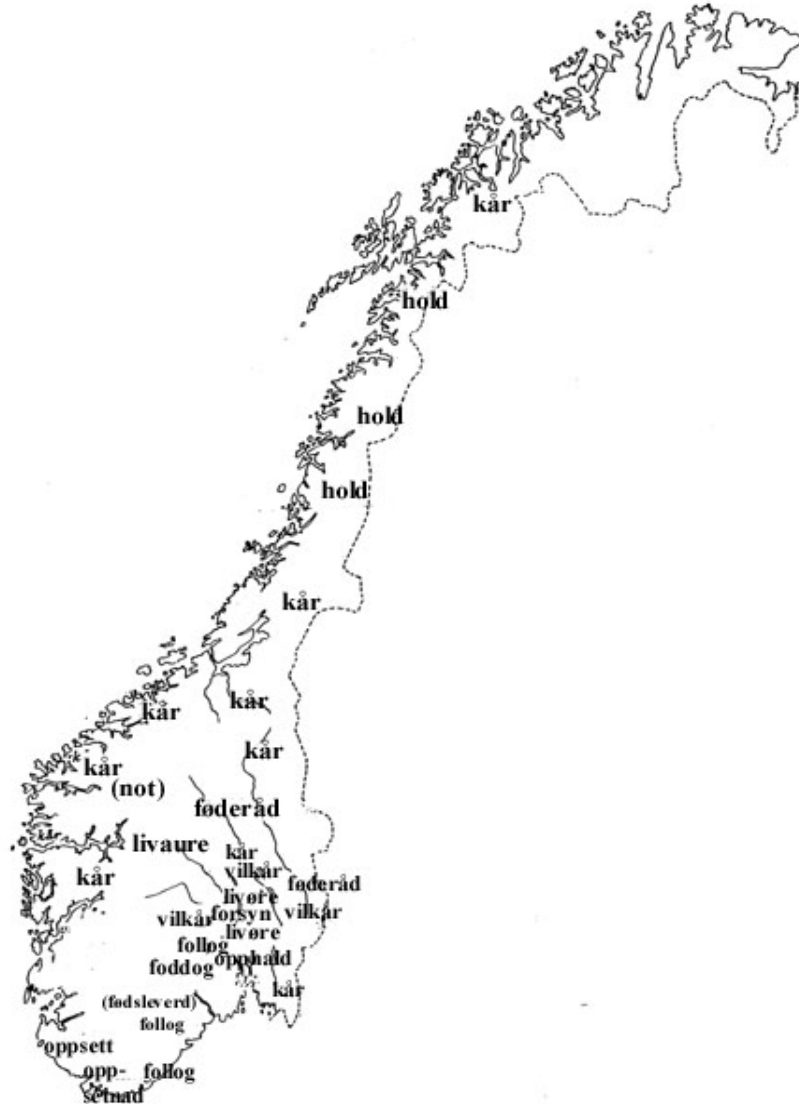 kår
hold
hold
hold
kår
kår
kår
kår
kår
(not)
føderåd
livaure
kår
kår
vilkår
føderåd
livøre
vilkår
forsyn
vilkår
livøre
follog
opphald
foddog
kår
(fødsleverd)
follog
oppsett
opp-
setnad
follog